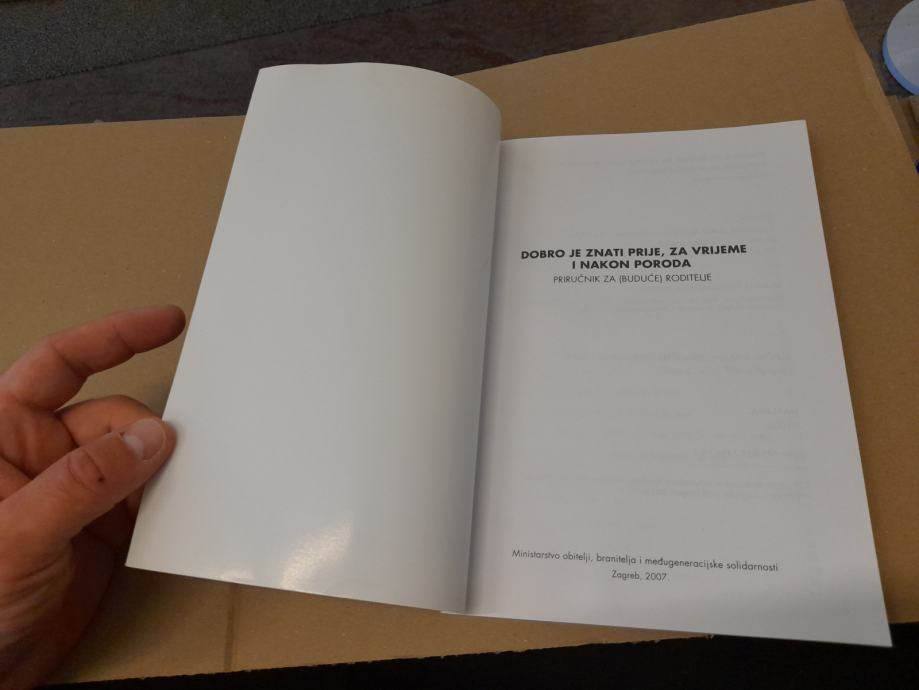 DOBRO JE ZNATI PRIJE, ZA VRIJEME
I NAKON PORODA
PRIRUČNIK ZA (BUDUĆE) RODITELJE
Ministarstvo obitelji, branitelja i međugeneracijske solidarnosti
Zagreb, 2007.